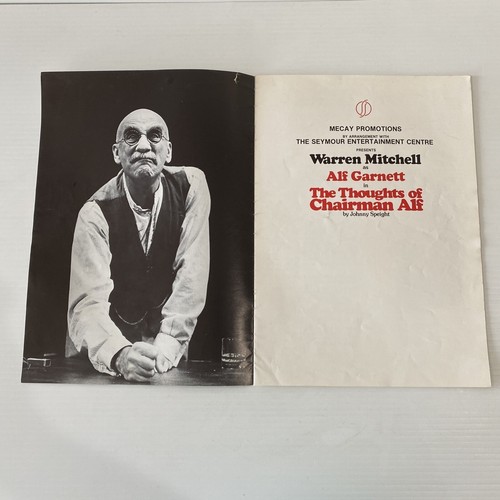 MECAY PROMOTIONS
BY ARRANGEMENT WITH
THE SEYMOUR ENTERTAINMENT CENTRE
PRESENTS
Warren Mitchell
as
Alf Garnett
in
The Thoughts of
Chairman Alf
by Johnny Speight